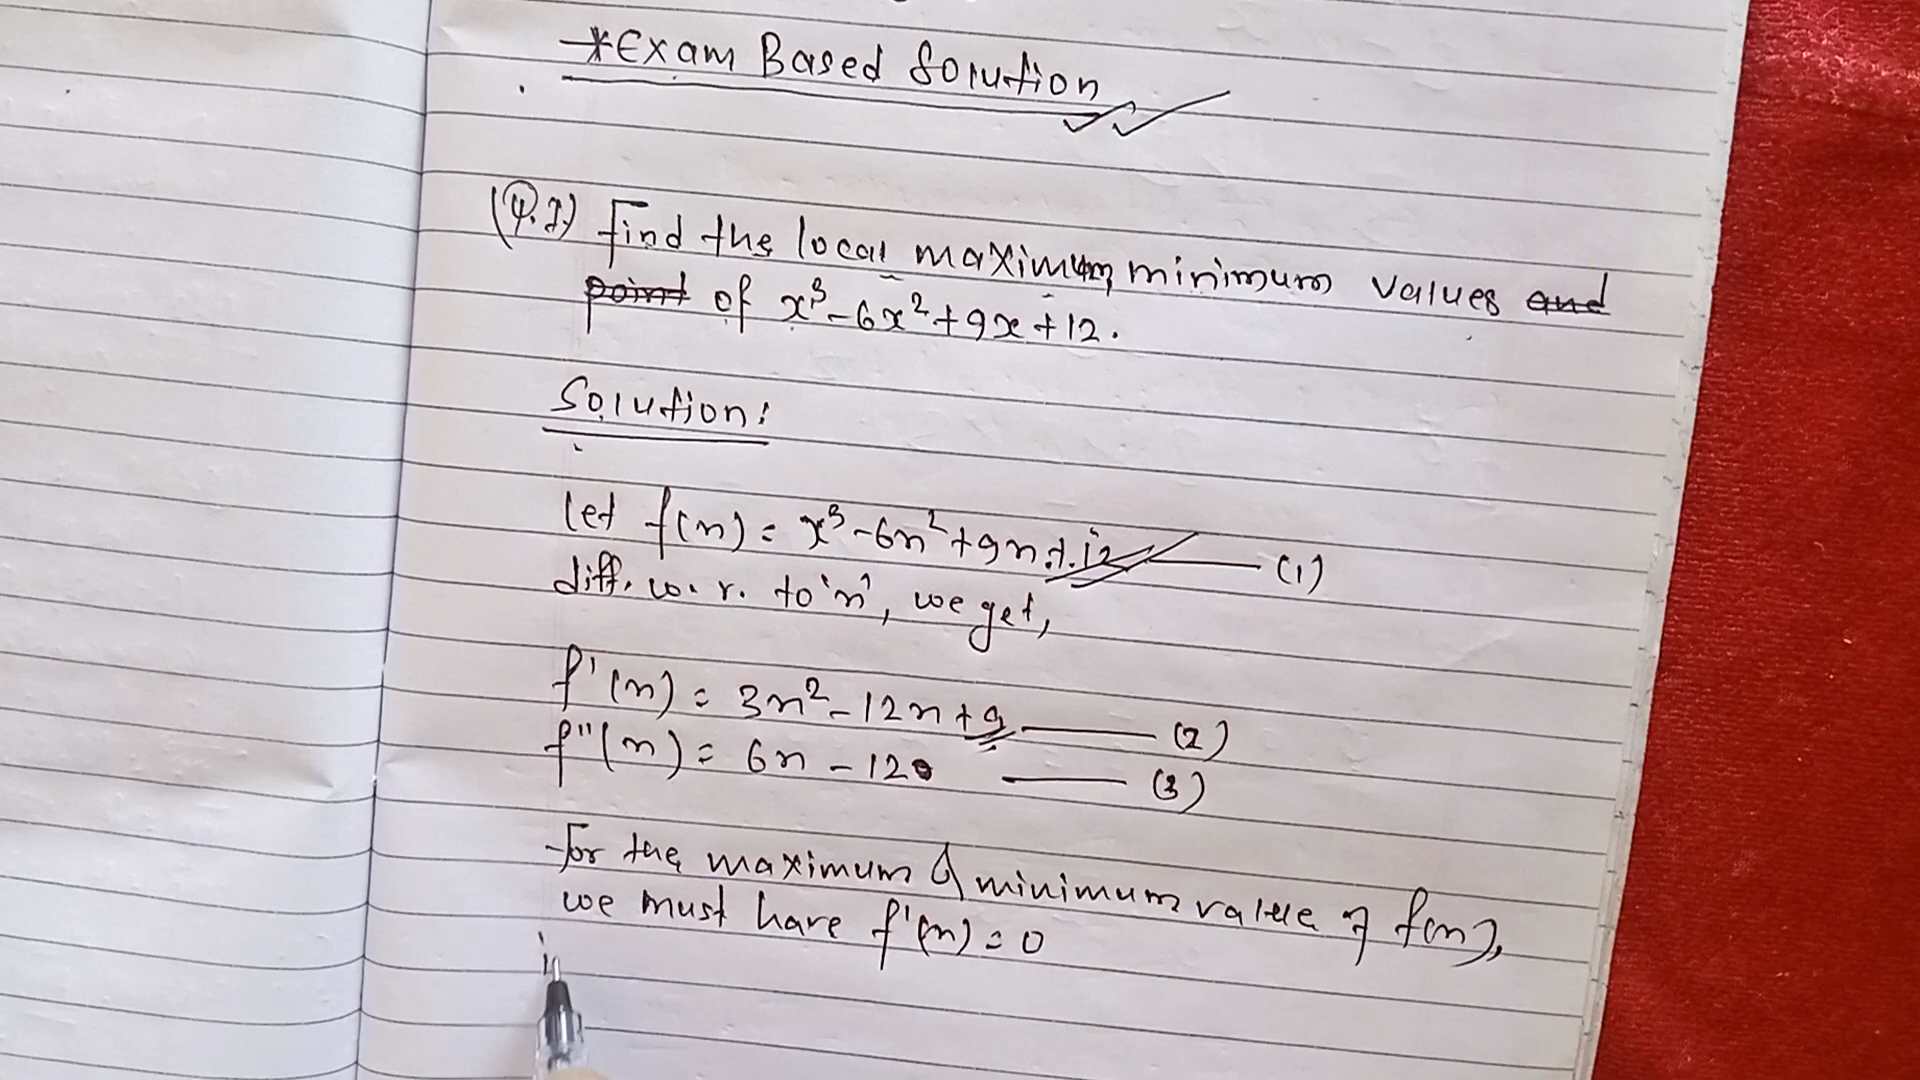 *Exam Based Solution
(Q.1) Find the local maximum, minimum values and
point of x³-6x²+9x+12.
Solution:
let f(x) = x³-6x²+9x+12 (1)
diff. w. r. to 'x', we get,
f'(x) = 3x²-12x+9 (2)
f''(x) = 6x-12 (3)
for the maximum & minimum value of f(x),
we must have f'(x) = 0